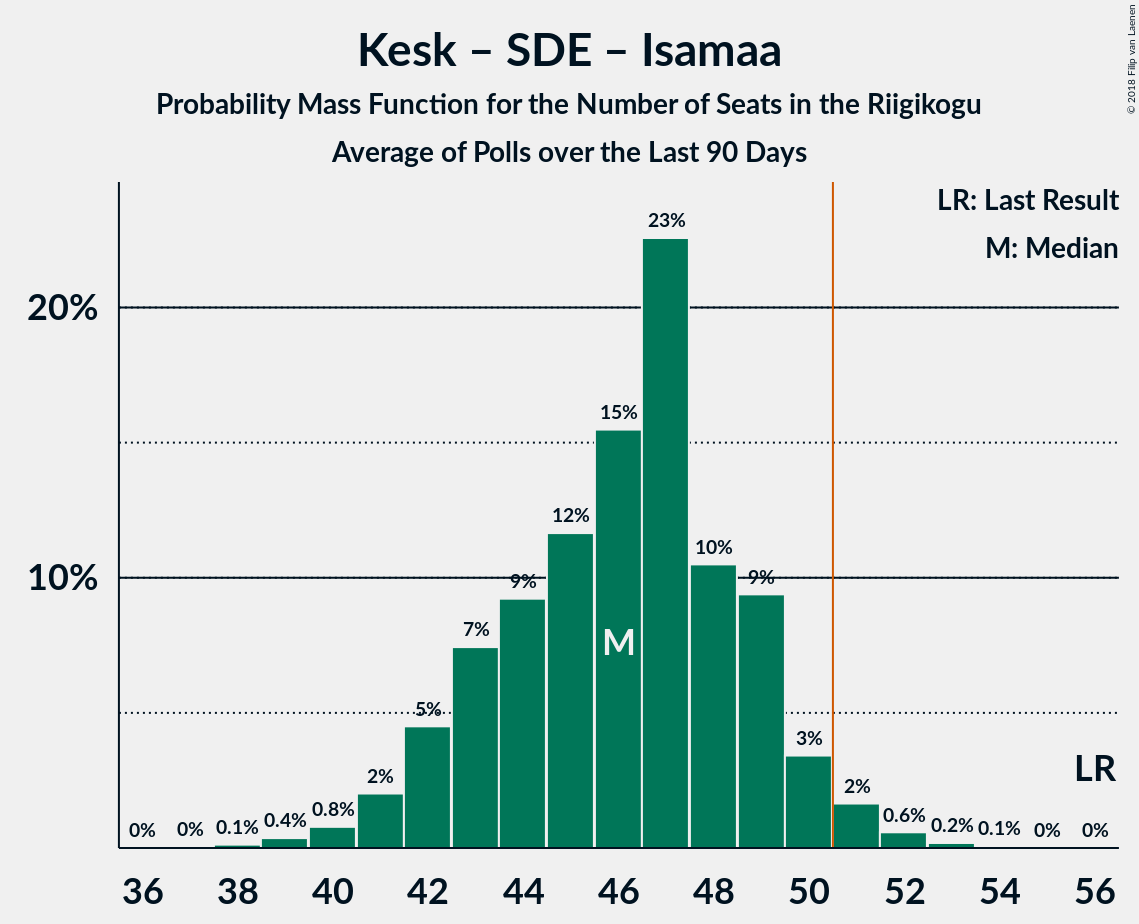 Kesk – SDE – Isamaa
Probability Mass Function for the Number of Seats in the Riigikogu
Average of Polls over the Last 90 Days
© 2018 Filip van Laenen
LR: Last Result
M: Median
20%
10%
0% 0% 0.1% 0.4% 0.8% 2% 5% 7% 9% 12% 15% 23% 10% 9% 3% 2% 0.6% 0.2% 0.1% 0% 0%
M
LR
36 38 40 42 44 46 48 50 52 54 56